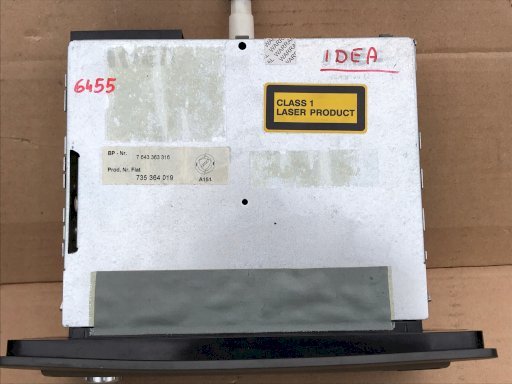 WARRA
IDEA
6455
CLASS 1
LASER PRODUCT
BP - Nr. 7 643 363 316
Prod. Nr. Fiat
735 364 019
A151